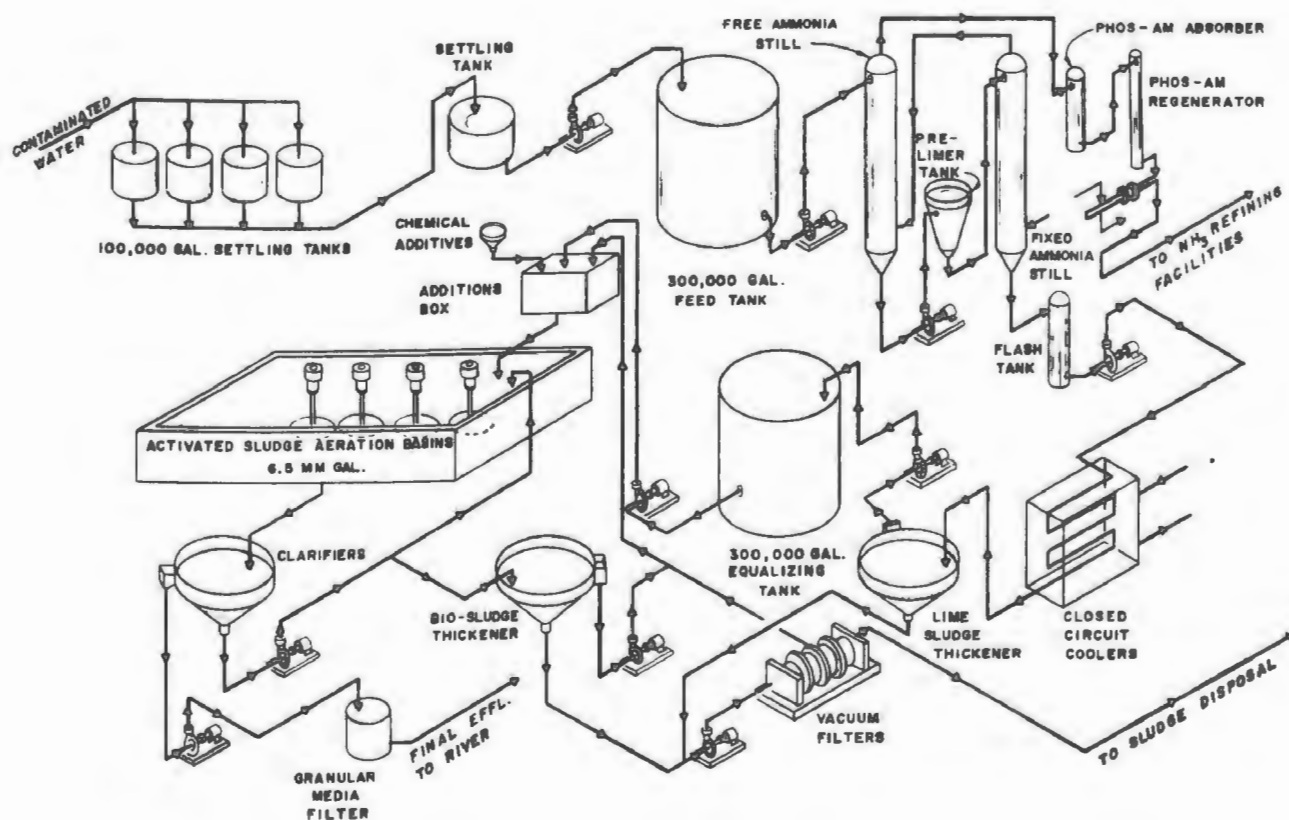 FREE AMMONIA
STILL
PHOS-AM ABSORBER
SETTLING
TANK
PHOS-AM
REGENERATOR
CONTAMINATED
WATER
PRE-
LIMER
TANK
CHEMICAL
ADDITIVES
100,000 GAL. SETTLING TANKS
FIXED
AMMONIA
STILL
TO NH₃ REFINING
FACILITIES
ADDITIONS
BOX
300,000 GAL.
FEED TANK
FLASH
TANK
ACTIVATED SLUDGE AERATION BASINS
6.5 MM GAL.
CLARIFIERS
300,000 GAL.
EQUALIZING
TANK
BIO-SLUDGE
THICKENER
LIME
SLUDGE
THICKENER
CLOSED
CIRCUIT
COOLERS
VACUUM
FILTERS
FINAL EFFL.
TO RIVER
TO SLUDGE DISPOSAL
GRANULAR
MEDIA
FILTER